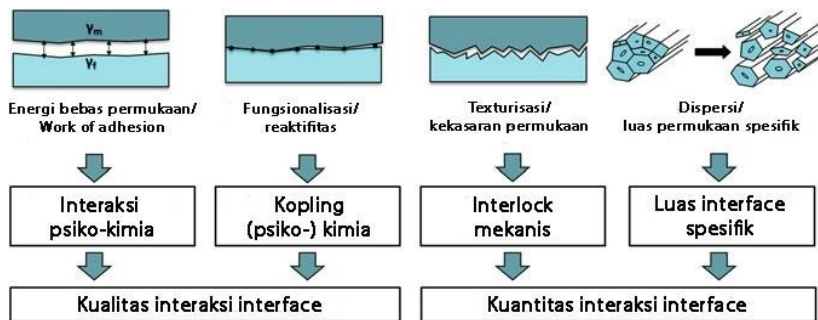 γm
γf
Energi bebas permukaan/
Work of adhesion
Fungsionalisasi/
reaktifitas
Texturisasi/
kekasaran permukaan
Dispersi/
luas permukaan spesifik
Interaksi
psiko-kimia
Kopling
(psiko-) kimia
Interlock
mekanis
Luas interface
spesifik
Kualitas interaksi interface
Kuantitas interaksi interface